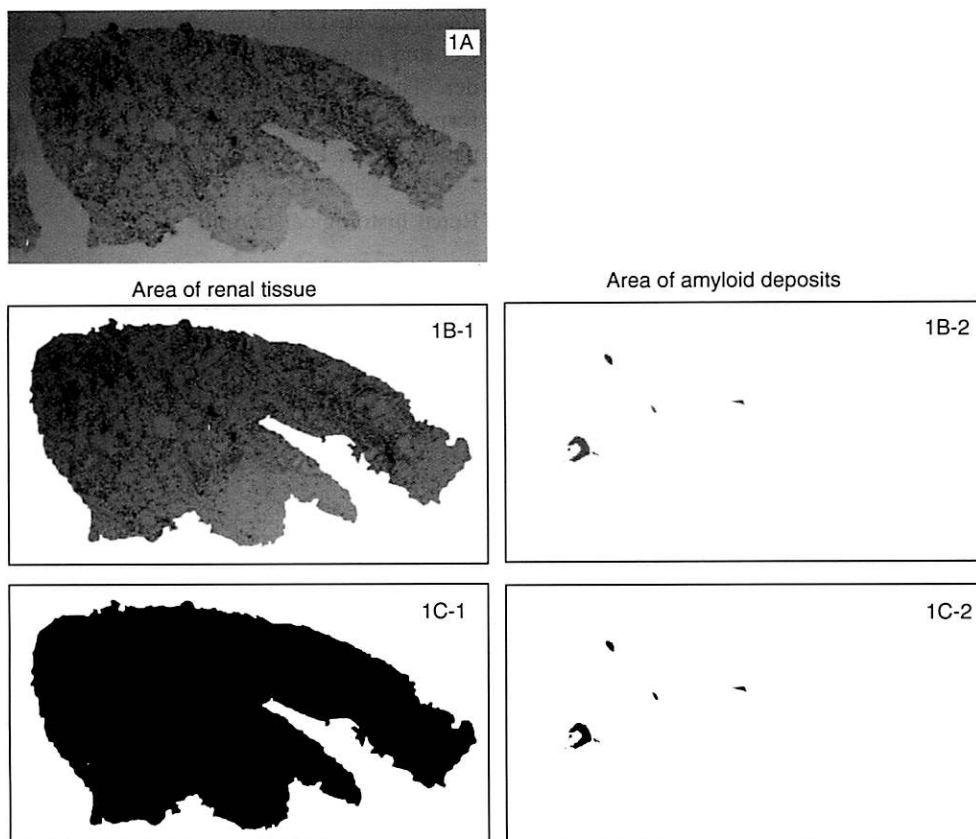 1A
Area of renal tissue
Area of amyloid deposits
1B-1
1B-2
1C-1
1C-2